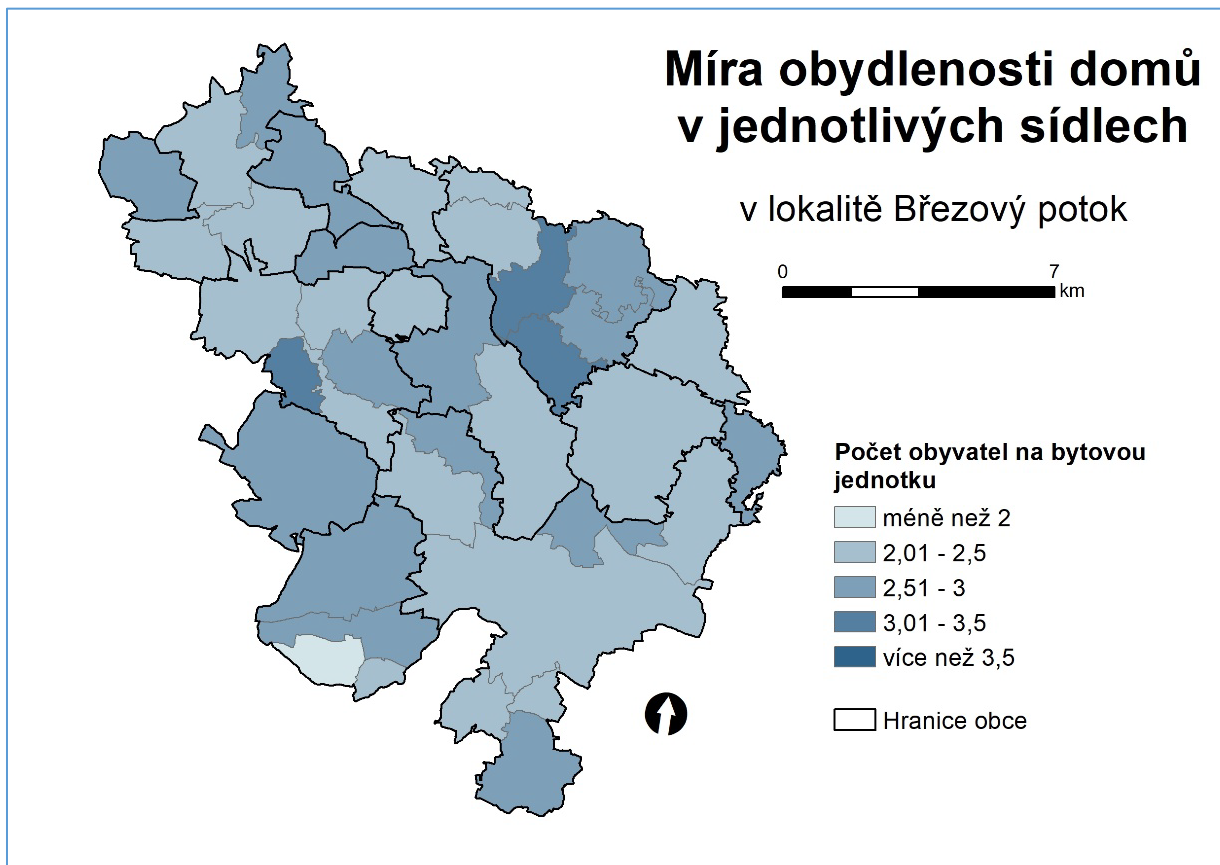 Míra obydlenosti domů
v jednotlivých sídlech
v lokalitě Březový potok
0 7
km
Počet obyvatel na bytovou
jednotku
méně než 2
2,01 - 2,5
2,51 - 3
3,01 - 3,5
více než 3,5
Hranice obce